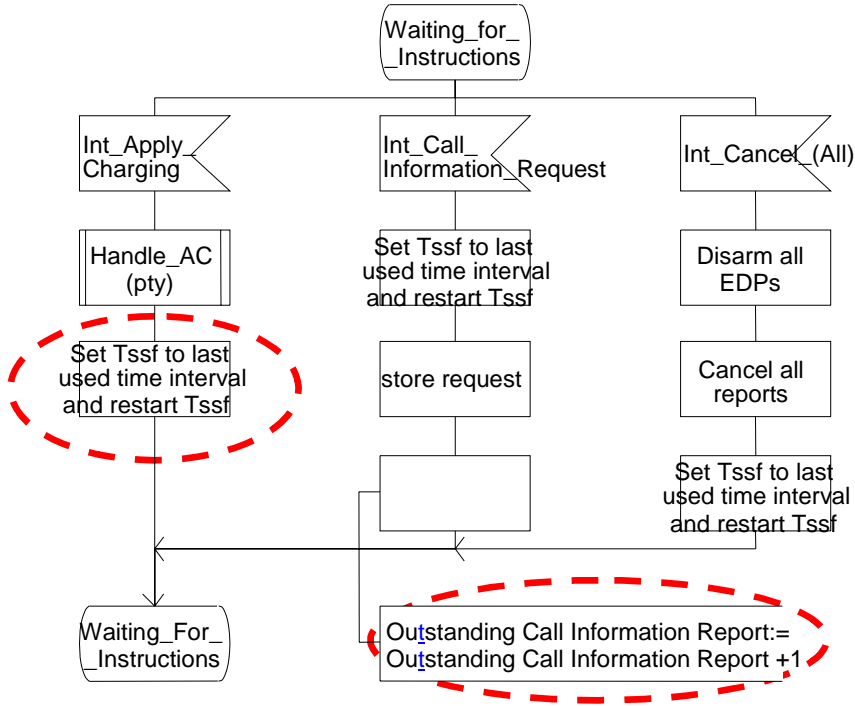 Waiting_for_
_Instructions
Int_Apply_
Charging
Int_Call_
Information_Request
Int_Cancel_(All)
Handle_AC
(pty)
Set Tssf to last
used time interval
and restart Tssf
Disarm all
EDPs
Set Tssf to last
used time interval
and restart Tssf
store request
Cancel all
reports
Set Tssf to last
used time interval
and restart Tssf
Waiting_For_
_Instructions
Outstanding Call Information Report:=
Outstanding Call Information Report +1